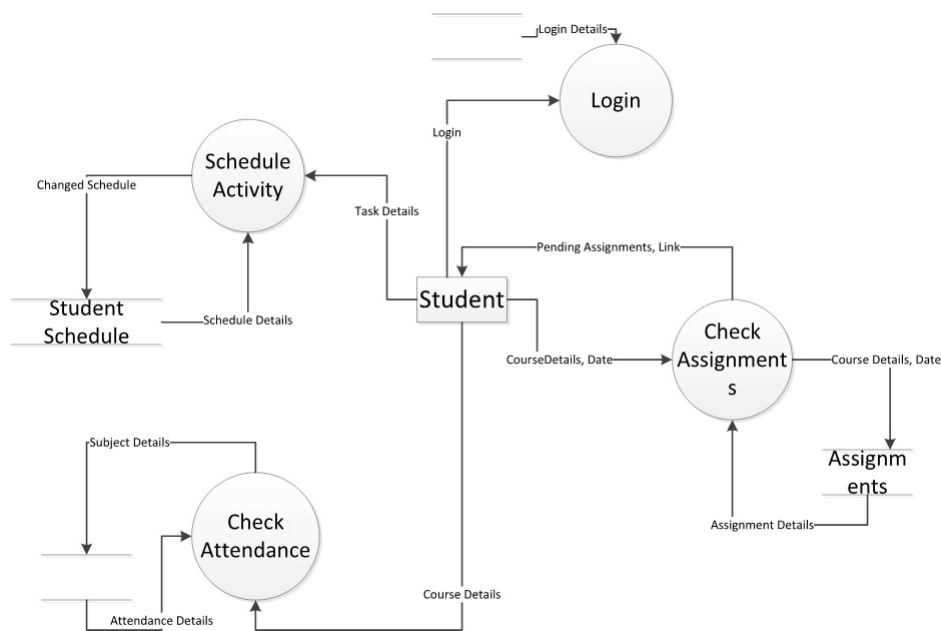 Login Details
Login
Login
Schedule
Activity
Changed Schedule
Task Details
Pending Assignments, Link
Student
Student
Schedule
Schedule Details
Check
Assignment
s
CourseDetails, Date
Course Details, Date
Subject Details
Assignm
ents
Check
Attendance
Assignment Details
Course Details
Attendance Details